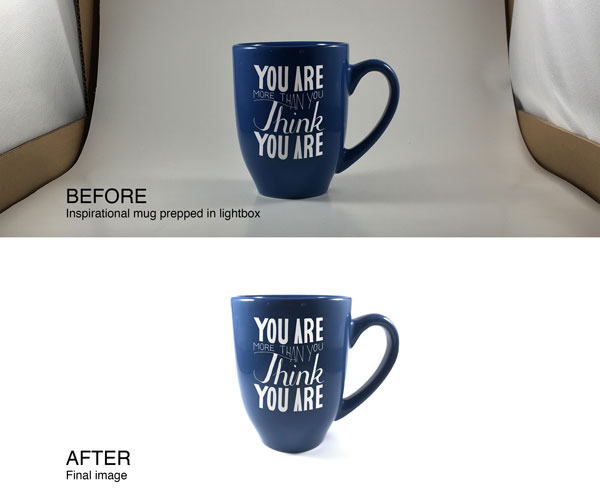 YOU ARE
MORE THAN YOU
Think
YOU ARE
BEFORE
Inspirational mug prepped in lightbox
YOU ARE
MORE THAN YOU
Think
YOU ARE
AFTER
Final image